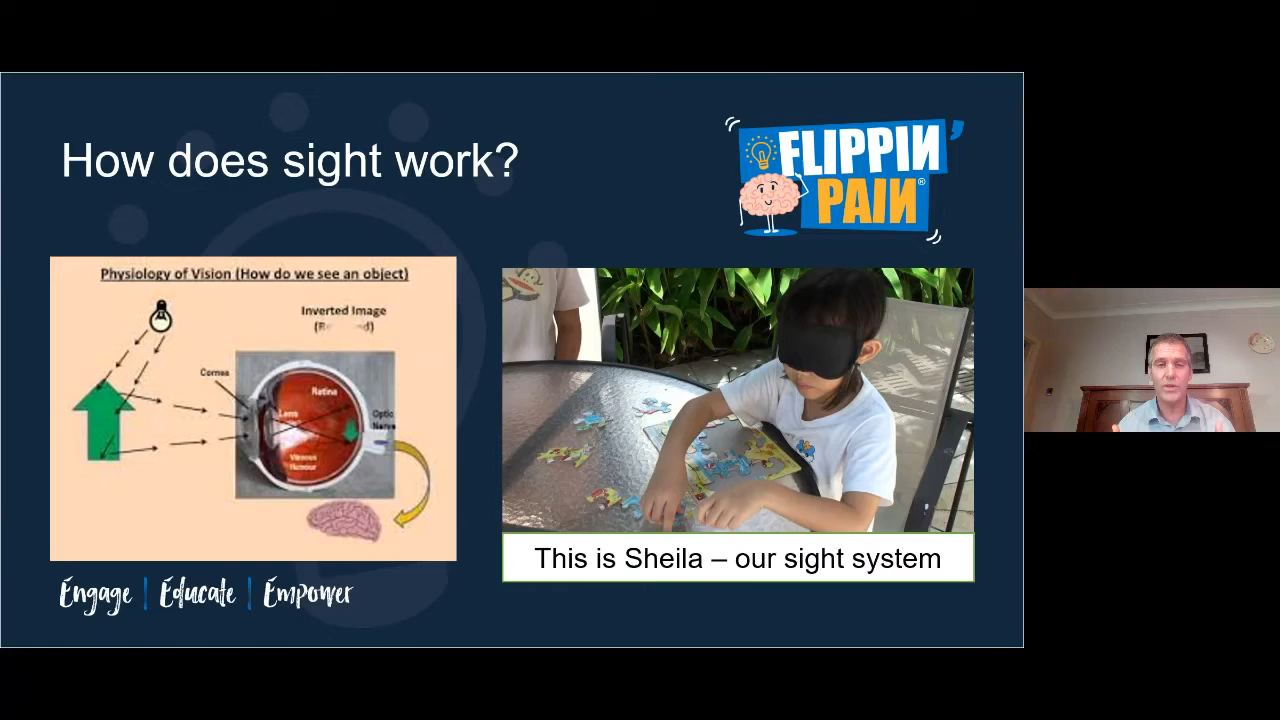 How does sight work?
FLIPPIN'
PAIN®
Physiology of Vision (How do we see an object)
Inverted Image
Cornea
Retina
Lens
Optic
Nerve
Vitreous
Humour
This is Sheila – our sight system
Engage | Educate | Empower